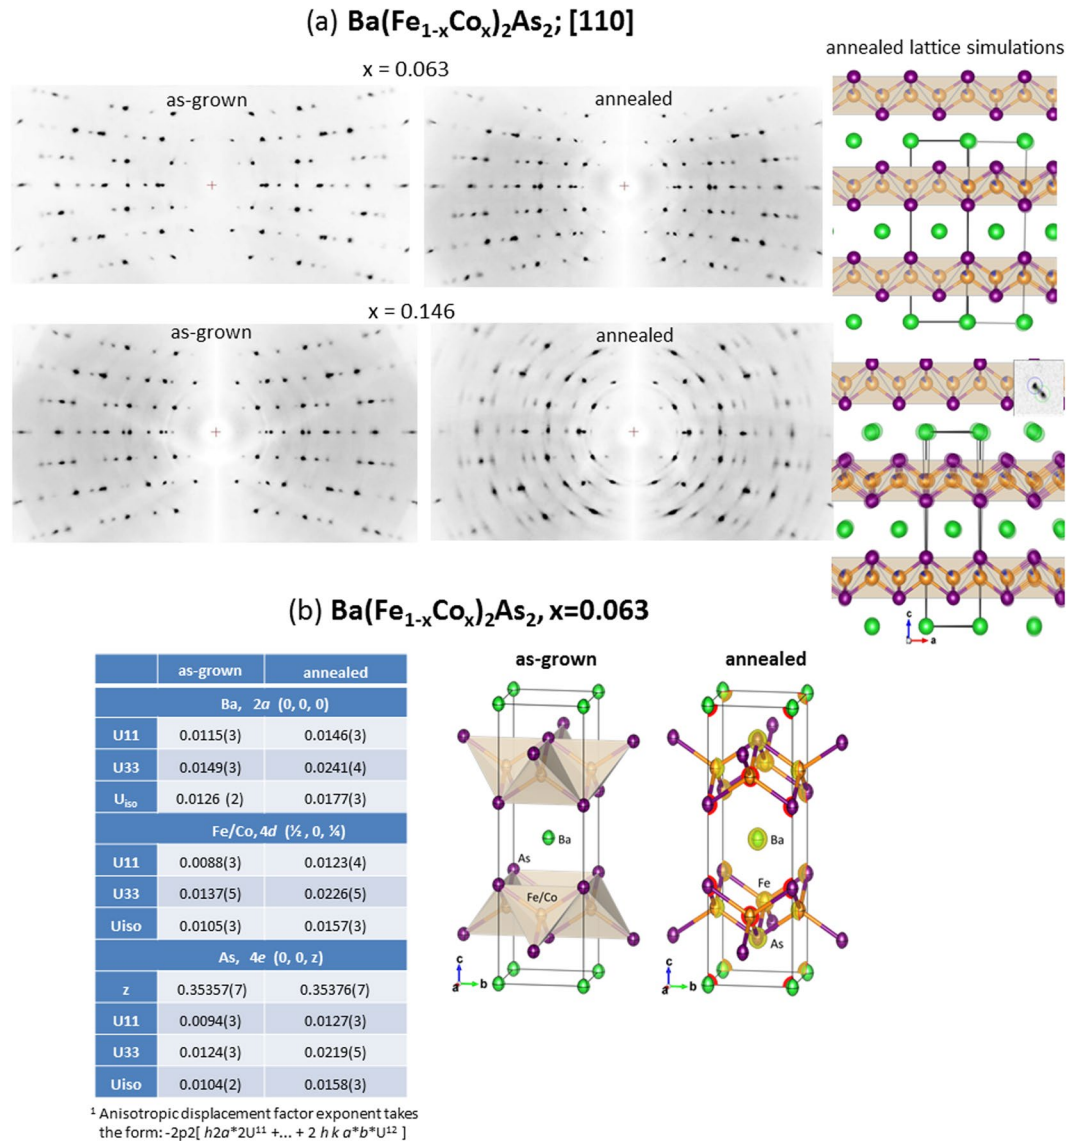 (a) Ba(Fe1-xCox)2As2; [110]
annealed lattice simulations
x = 0.063
as-grown
annealed
x = 0.146
as-grown
annealed
c
a
(b) Ba(Fe1-xCox)2As2, x=0.063
as-grown annealed
as-grown annealed
Ba, 2a (0, 0, 0)
U11 0.0115(3) 0.0146(3)
U33 0.0149(3) 0.0241(4)
Uiso 0.0126 (2) 0.0177(3)
Fe/Co, 4d (½ , 0, ¼)
U11 0.0088(3) 0.0123(4)
U33 0.0137(5) 0.0226(5)
Uiso 0.0105(3) 0.0157(3)
As, 4e (0, 0, z)
z 0.35357(7) 0.35376(7)
U11 0.0094(3) 0.0127(3)
U33 0.0124(3) 0.0219(5)
Uiso 0.0104(2) 0.0158(3)
Ba
As
Fe/Co
c
a
b
Ba
Fe
As
c
a
b
1 Anisotropic displacement factor exponent takes
the form: -2p2[ h2a*2U11 +... + 2 h k a*b*U12 ]